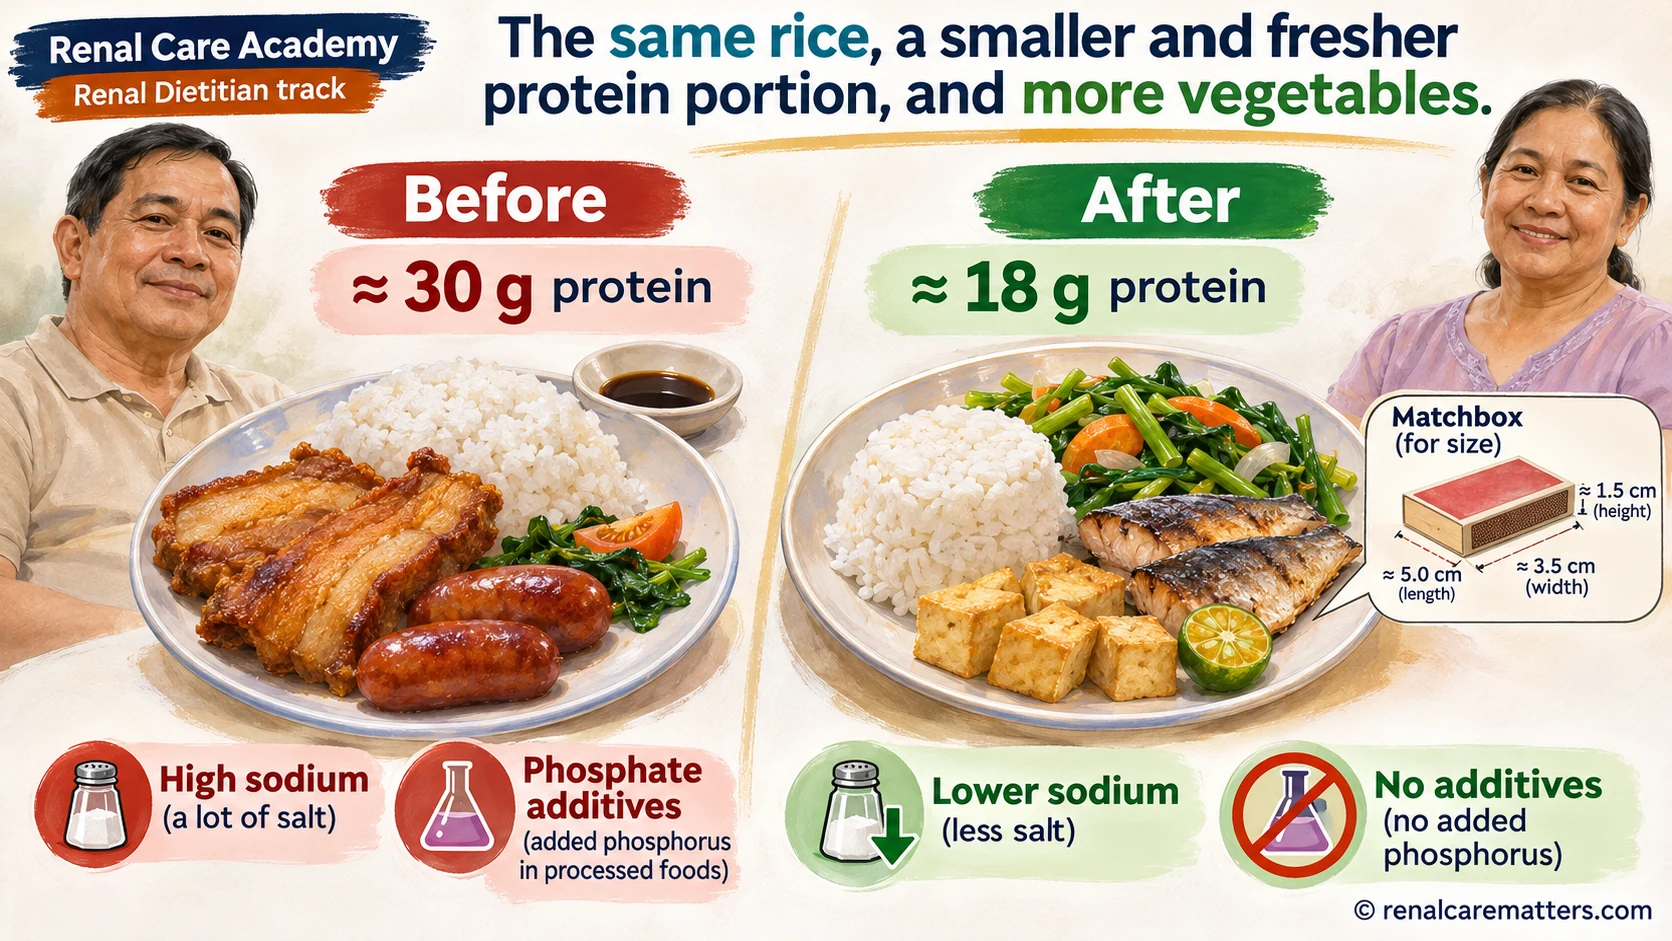 Renal Care Academy
Renal Dietitian track
The same rice, a smaller and fresher
protein portion, and more vegetables.
Before
≈ 30 g protein
After
≈ 18 g protein
Matchbox
(for size)
≈ 1.5 cm
(height)
≈ 5.0 cm
(length)
≈ 3.5 cm
(width)
High sodium
(a lot of salt)
Phosphate
additives
(added phosphorus
in processed foods)
Lower sodium
(less salt)
No additives
(no added
phosphorus)
© renalcarematters.com